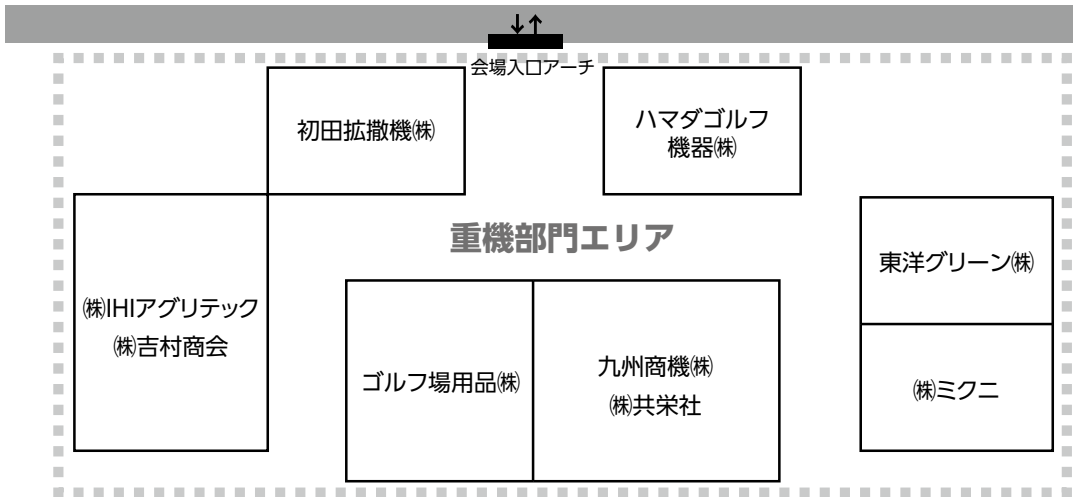 ↓↑
会場入口アーチ
初田拡撒機㈱
ハマダゴルフ
機器㈱
重機部門エリア
東洋グリーン㈱
㈱IHIアグリテック
㈱吉村商会
ゴルフ場用品㈱
九州商機㈱
㈱共栄社
㈱ミクニ